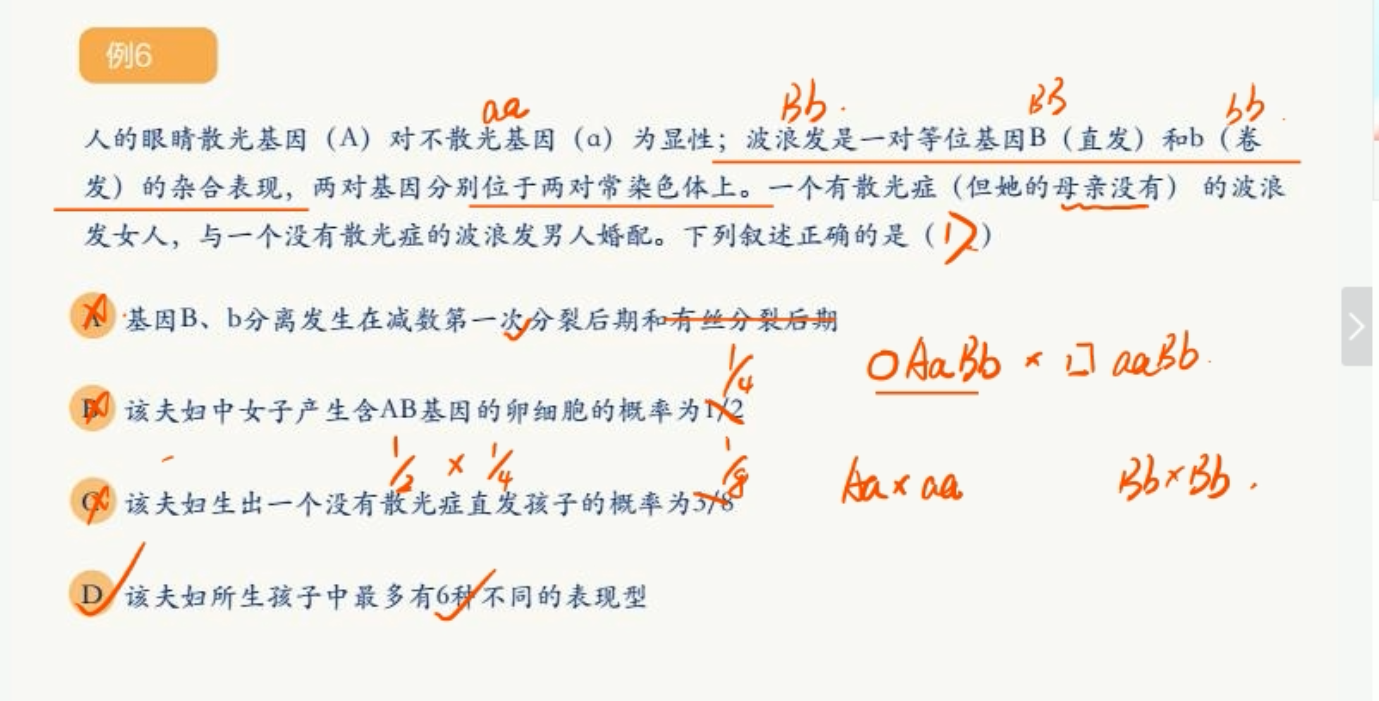 例6
aa Bb. BB bb.
人的眼睛散光基因（A）对不散光基因（a）为显性；波浪发是一对等位基因B（直发）和b（卷
发）的杂合表现，两对基因分别位于两对常染色体上。一个有散光症（但她的母亲没有）的波浪
发女人，与一个没有散光症的波浪发男人婚配。下列叙述正确的是（D）
A 基因B、b分离发生在减数第一次分裂后期和有丝分裂后期
1/4
○AaBb × □ aaBb.
B 该夫妇中女子产生含AB基因的卵细胞的概率为1/2
1/2 × 1/4 1/8
Aa×aa Bb×Bb.
C 该夫妇生出一个没有散光症直发孩子的概率为3/8
D 该夫妇所生孩子中最多有6种不同的表现型